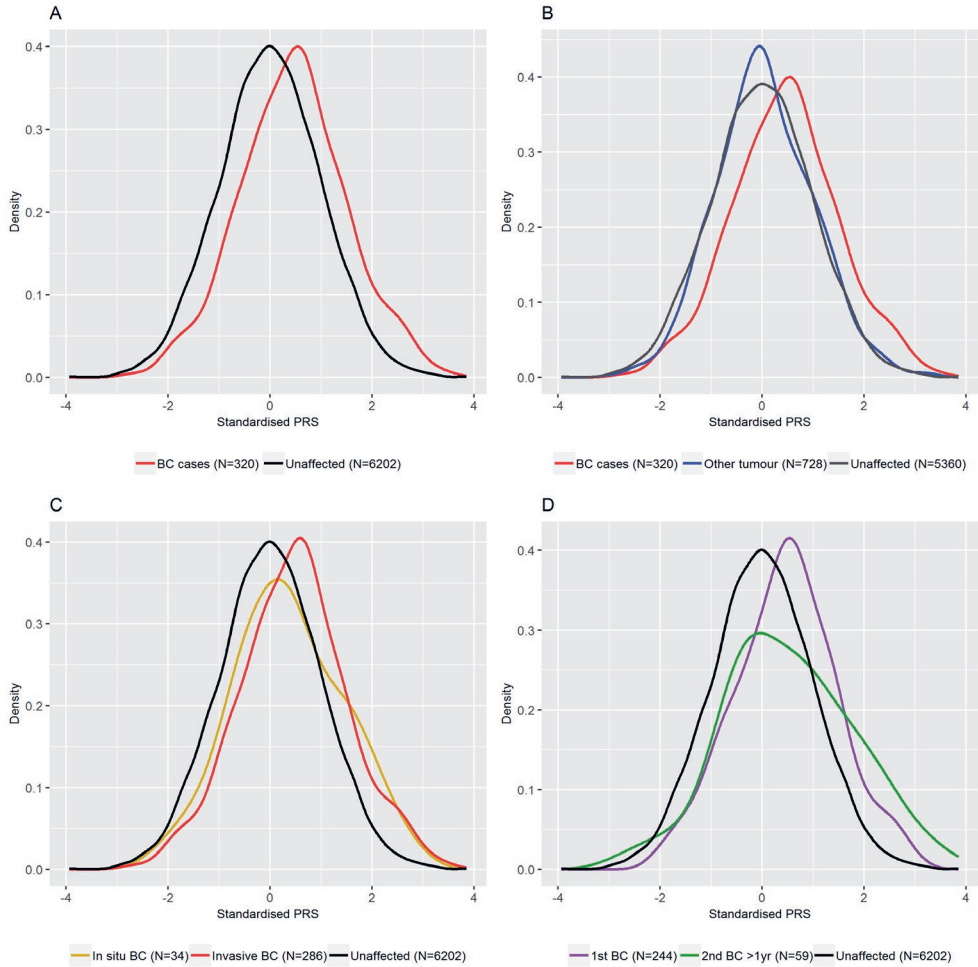 A
0.4
0.3
0.2
0.1
0.0
Density
-4 -2 0 2 4
Standardised PRS
BC cases (N=320) Unaffected (N=6202)
B
0.4
0.3
0.2
0.1
0.0
Density
-4 -2 0 2 4
Standardised PRS
BC cases (N=320) Other tumour (N=728) Unaffected (N=5360)
C
0.4
0.3
0.2
0.1
0.0
Density
-4 -2 0 2 4
Standardised PRS
In situ BC (N=34) Invasive BC (N=286) Unaffected (N=6202)
D
0.4
0.3
0.2
0.1
0.0
Density
-4 -2 0 2 4
Standardised PRS
1st BC (N=244) 2nd BC >1yr (N=59) Unaffected (N=6202)